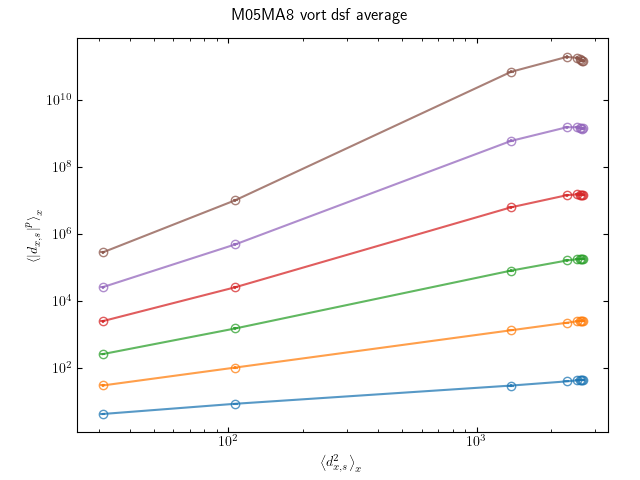 M05MA8 vort dsf average
⟨|d_{x,s}|^p⟩_x
10^{10}
10^8
10^6
10^4
10^2
10^2
10^3
⟨d_{x,s}^2⟩_x